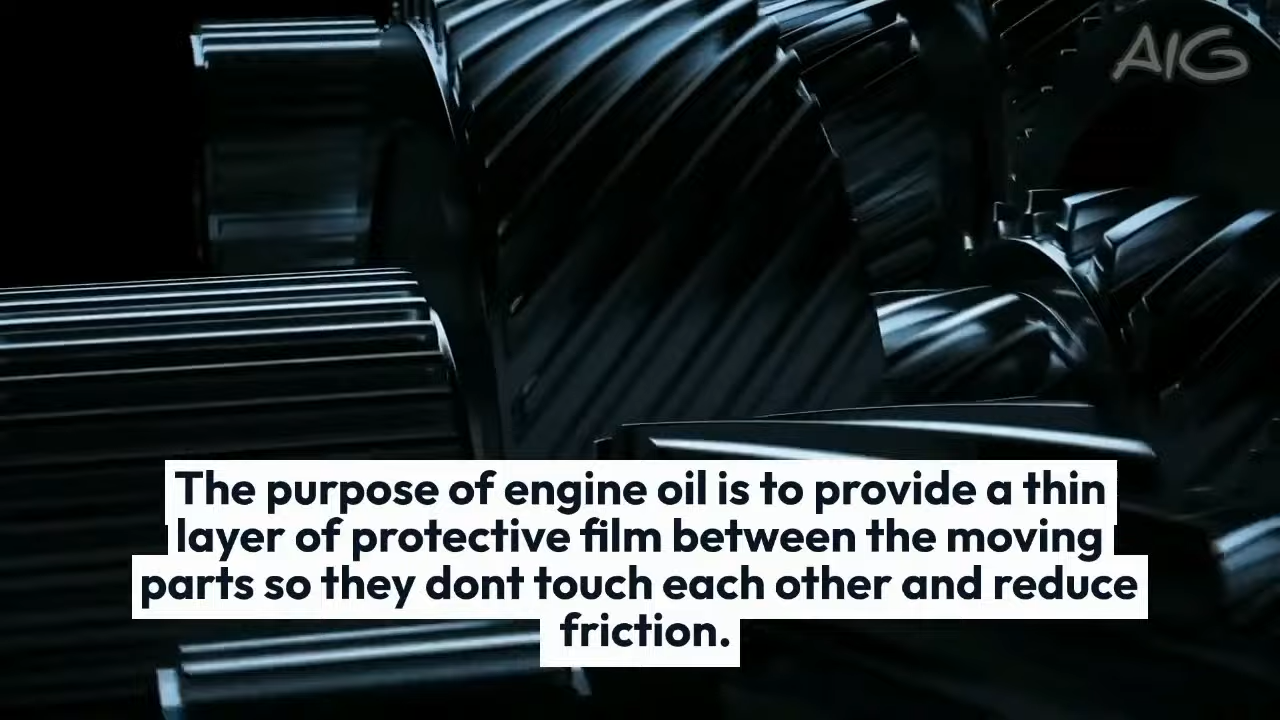 AIG
The purpose of engine oil is to provide a thin
layer of protective film between the moving
parts so they dont touch each other and reduce
friction.